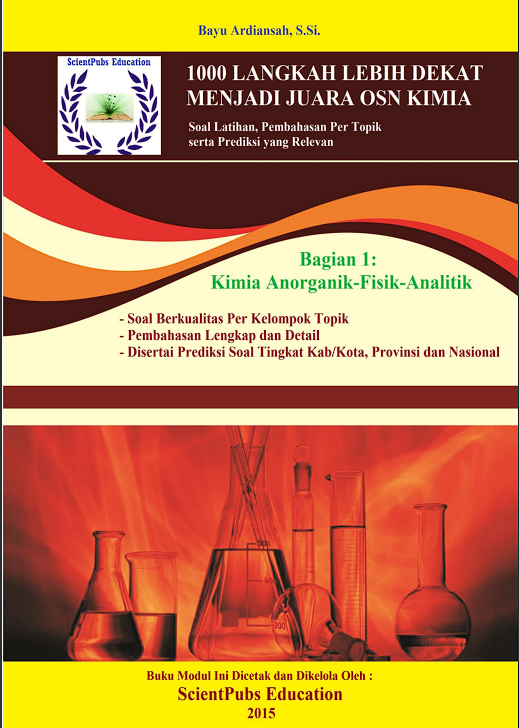 Bayu Ardiansah, S.Si.
ScientPubs Education
1000 LANGKAH LEBIH DEKAT
MENJADI JUARA OSN KIMIA
Soal Latihan, Pembahasan Per Topik
serta Prediksi yang Relevan
Bagian 1:
Kimia Anorganik-Fisik-Analitik
- Soal Berkualitas Per Kelompok Topik
- Pembahasan Lengkap dan Detail
- Disertai Prediksi Soal Tingkat Kab/Kota, Provinsi dan Nasional
Buku Modul Ini Dicetak dan Dikelola Oleh :
ScientPubs Education
2015